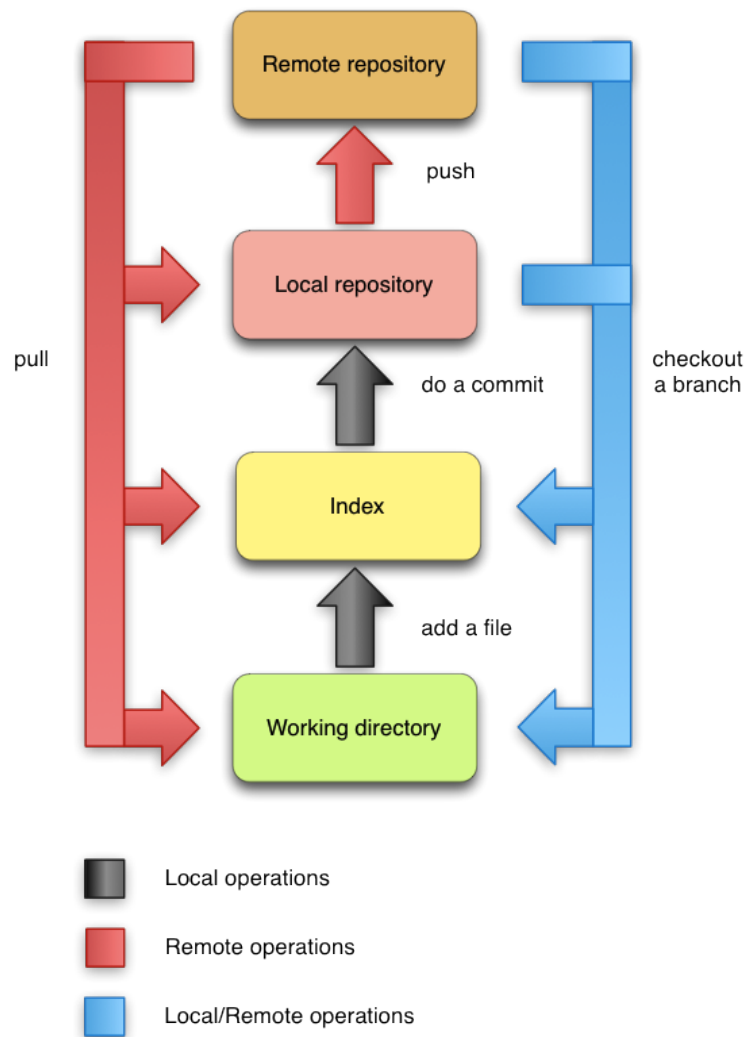 Remote repository
push
Local repository
pull
do a commit
checkout
a branch
Index
add a file
Working directory
Local operations
Remote operations
Local/Remote operations